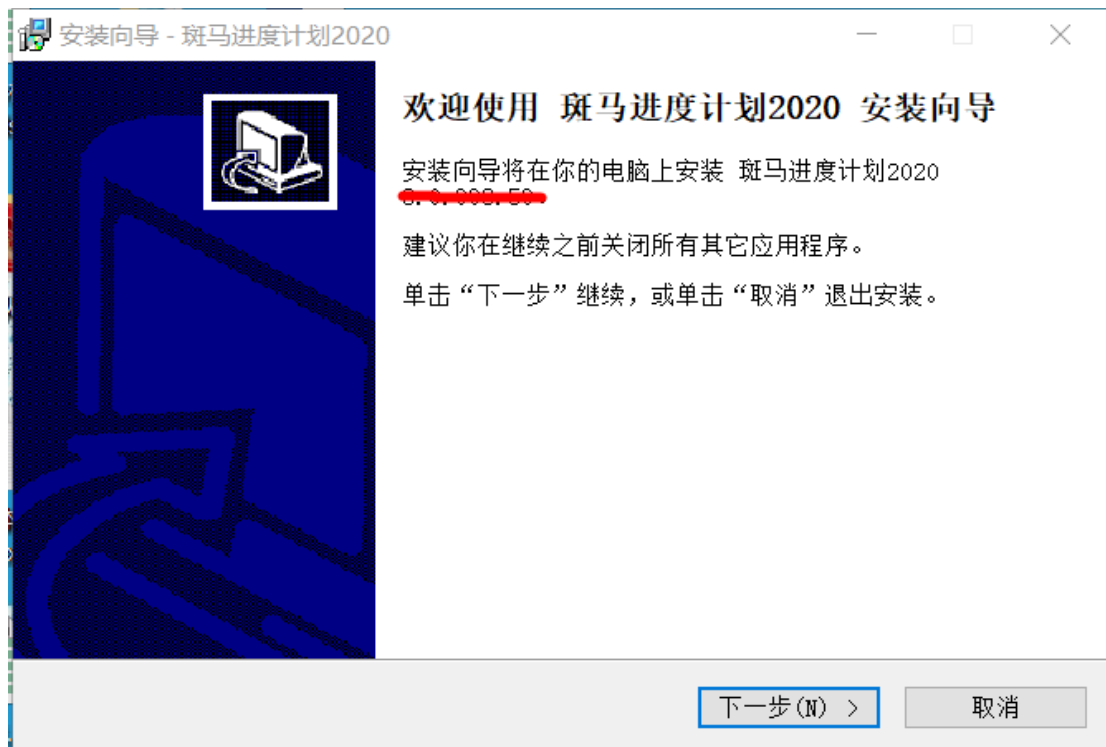 安装向导 - 斑马进度计划2020
欢迎使用 斑马进度计划2020 安装向导
安装向导将在你的电脑上安装 斑马进度计划2020
建议你在继续之前关闭所有其它应用程序。
单击“下一步”继续，或单击“取消”退出安装。
下一步(N) >
取消